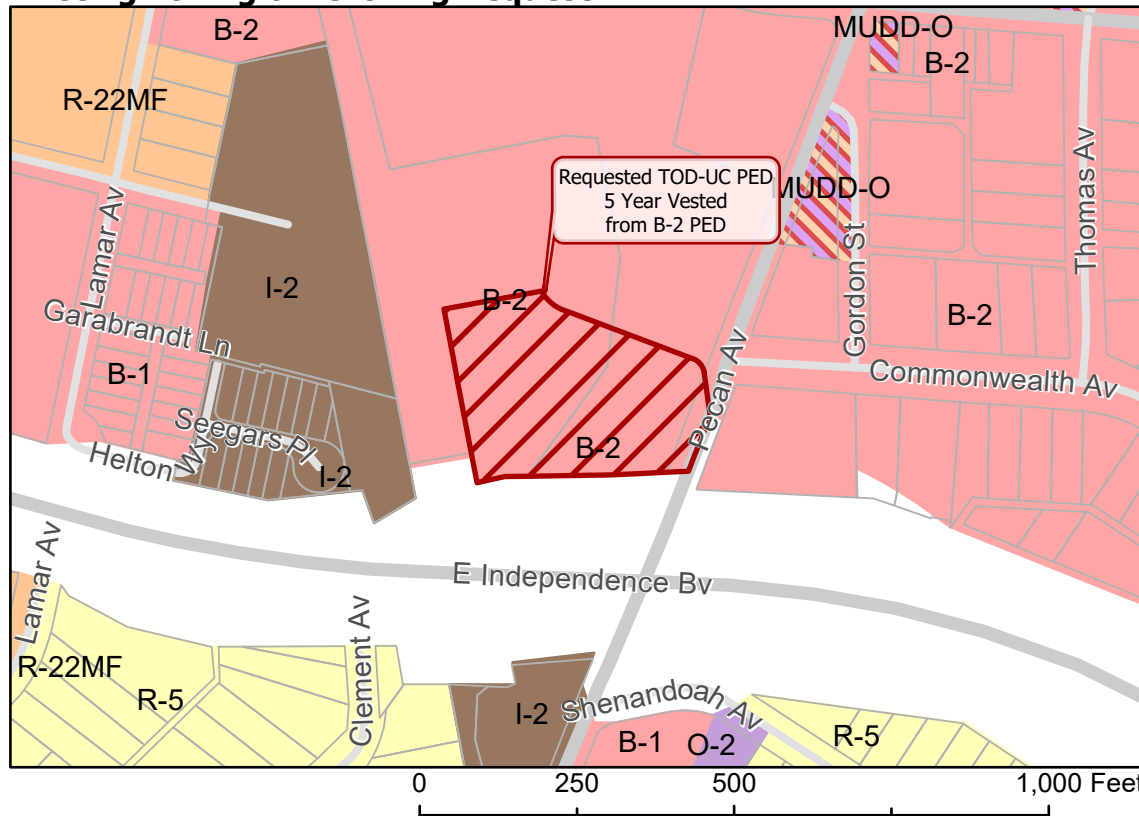 B-2
MUDD-O
B-2
R-22MF
Requested TOD-UC PED
5 Year Vested
from B-2 PED
MUDD-O
Thomas Av
Lamar Av
Gordon St
I-2
B-2
B-2
Garabrandt Ln
Pecan Av
B-1
Commonwealth Av
Seegars Pl
B-2
Helton Wy
I-2
E Independence Bv
Lamar Av
Clement Av
R-22MF
R-5
I-2
Shenandoah Av
B-1
O-2
R-5
0 250 500 1,000 Feet